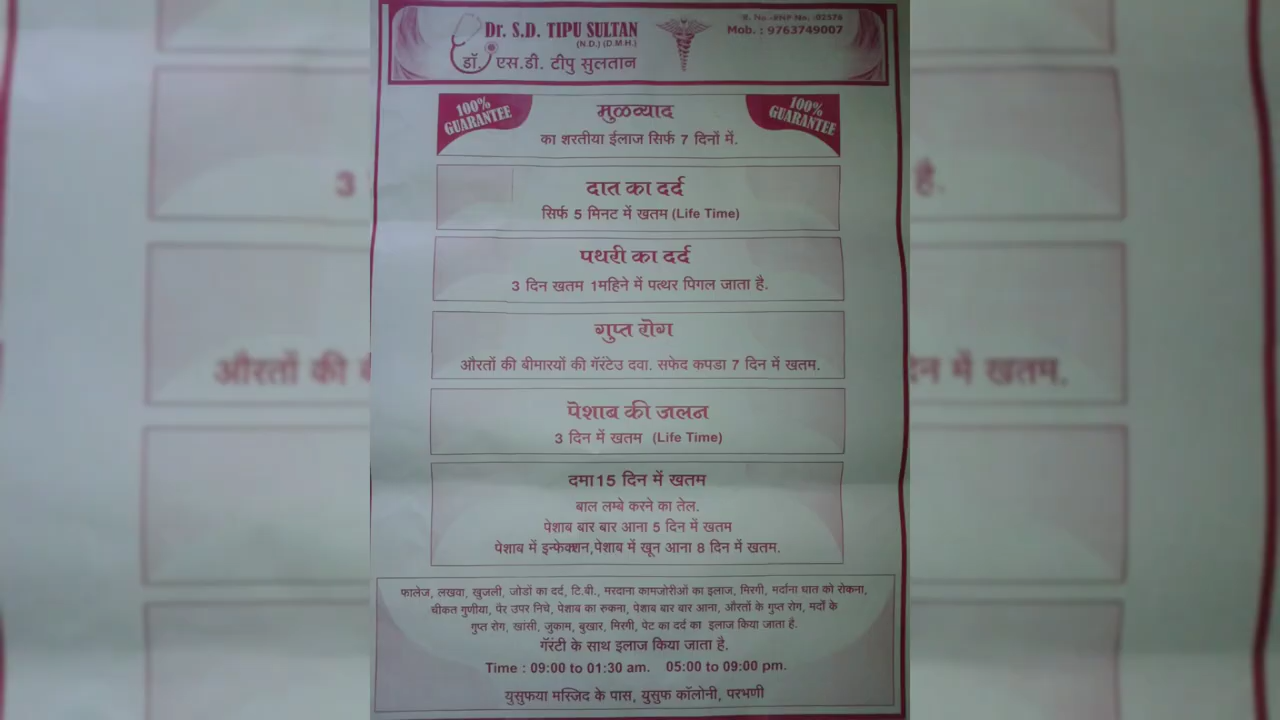 Dr. S.D. TIPU SULTAN
(N.D.) (D.M.H.)
डॉ. एस.डी. टीपु सुलतान
Mob. : 9763749007
100% GUARANTEE
मुळव्याद
100% GUARANTEE
का शरतीया ईलाज सिर्फ 7 दिनों में.
दात का दर्द
सिर्फ 5 मिनट में खतम (Life Time)
पथरी का दर्द
3 दिन खतम 1महिने में पत्थर पिगल जाता है.
गुप्त रोग
औरतों की बीमारयों की गॅरंटेउ दवा. सफेद कपडा 7 दिन में खतम.
पेशाब की जलन
3 दिन में खतम (Life Time)
दमा15 दिन में खतम
बाल लम्बे करने का तेल.
पेशाब बार बार आना 5 दिन में खतम
पेशाब में इन्फेक्शन,पेशाब में खून आना 8 दिन में खतम.
फालेज, लखवा, खुजली, जोडों का दर्द, टि.बी., मरदाना कामजोरीओं का इलाज, मिरगी, मर्दाना धात को रोकना,
चीकत गुणीया, पेर उपर निचे, पेशाब का रुकना, पेशाब बार बार आना, औरतों के गुप्त रोग, मर्दो के
गुप्त रोग, खांसी, जुकाम, बुखार, मिरगी, पेट का दर्द का इलाज किया जाता है.
गॅरंटी के साथ इलाज किया जाता है.
Time : 09:00 to 01:30 am. 05:00 to 09:00 pm.
युसुफया मस्जिद के पास, युसुफ कॉलोनी, परभणी